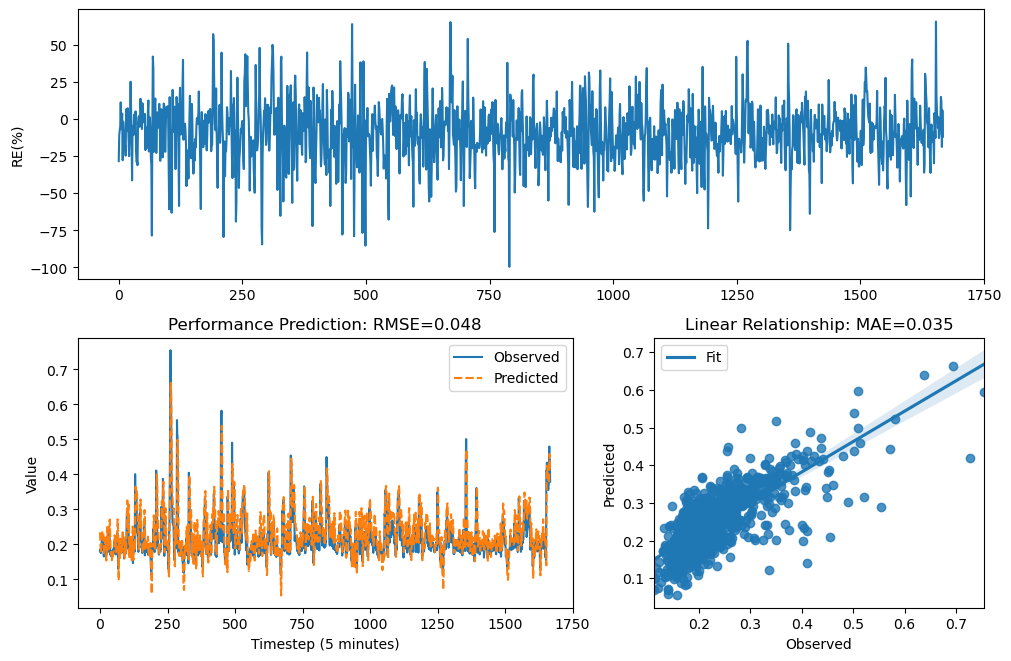 50
25
0
−25
−50
−75
−100
RE(%)
0 250 500 750 1000 1250 1500 1750
Performance Prediction: RMSE=0.048
Observed
Predicted
0.7
0.6
0.5
0.4
0.3
0.2
0.1
Value
0 250 500 750 1000 1250 1500 1750
Timestep (5 minutes)
Linear Relationship: MAE=0.035
Fit
0.7
0.6
0.5
0.4
0.3
0.2
0.1
Predicted
0.2 0.3 0.4 0.5 0.6 0.7
Observed